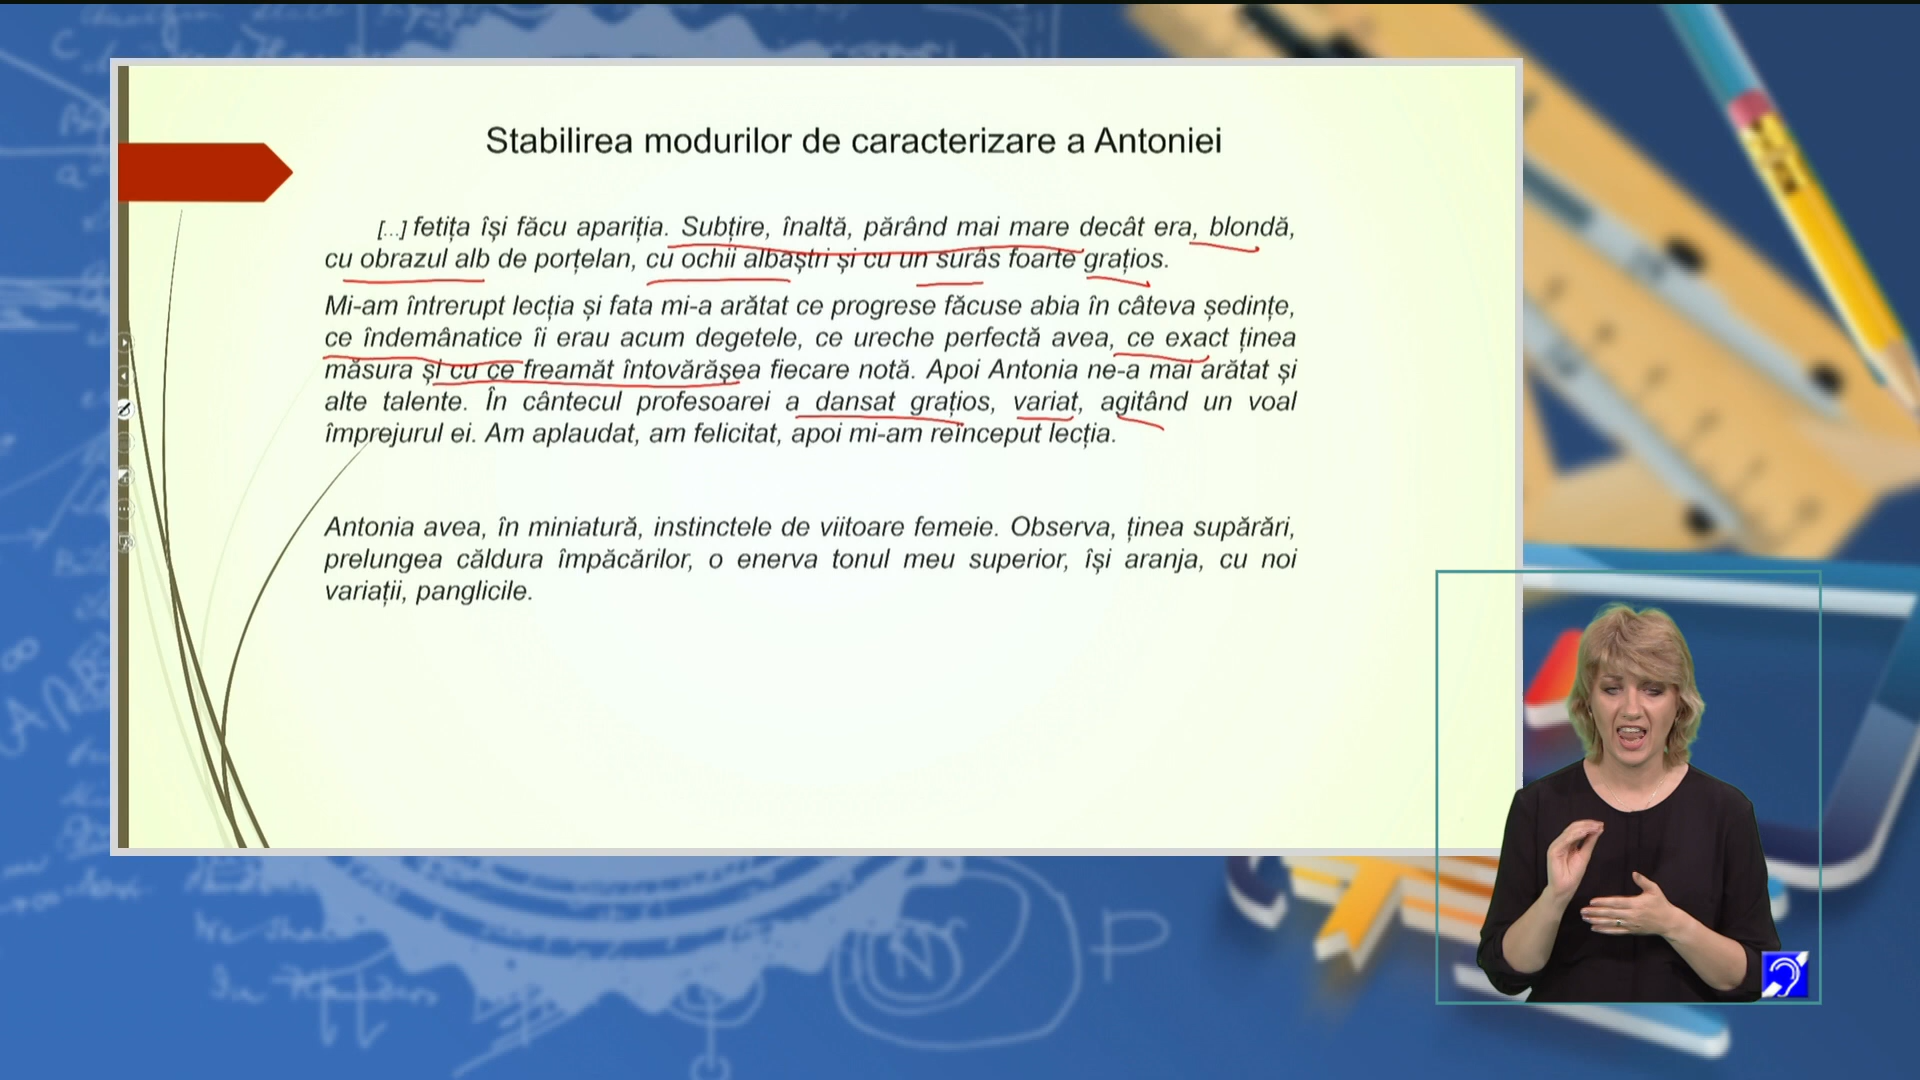 Stabilirea modurilor de caracterizare a Antoniei
[...] fetița își făcu apariția. Subțire, înaltă, părând mai mare decât era, blondă,
cu obrazul alb de porțelan, cu ochii albaștri și cu un surâs foarte grațios.
Mi-am întrerupt lecția și fata mi-a arătat ce progrese făcuse abia în câteva ședințe,
ce îndemânatice îi erau acum degetele, ce ureche perfectă avea, ce exact ținea
măsura și cu ce freamăt întovărășea fiecare notă. Apoi Antonia ne-a mai arătat și
alte talente. În cântecul profesoarei a dansat grațios, variat, agitând un voal
împrejurul ei. Am aplaudat, am felicitat, apoi mi-am reînceput lecția.
Antonia avea, în miniatură, instinctele de viitoare femeie. Observa, ținea supărări,
prelungea căldura împăcărilor, o enerva tonul meu superior, își aranja, cu noi
variații, panglicile.
N
P